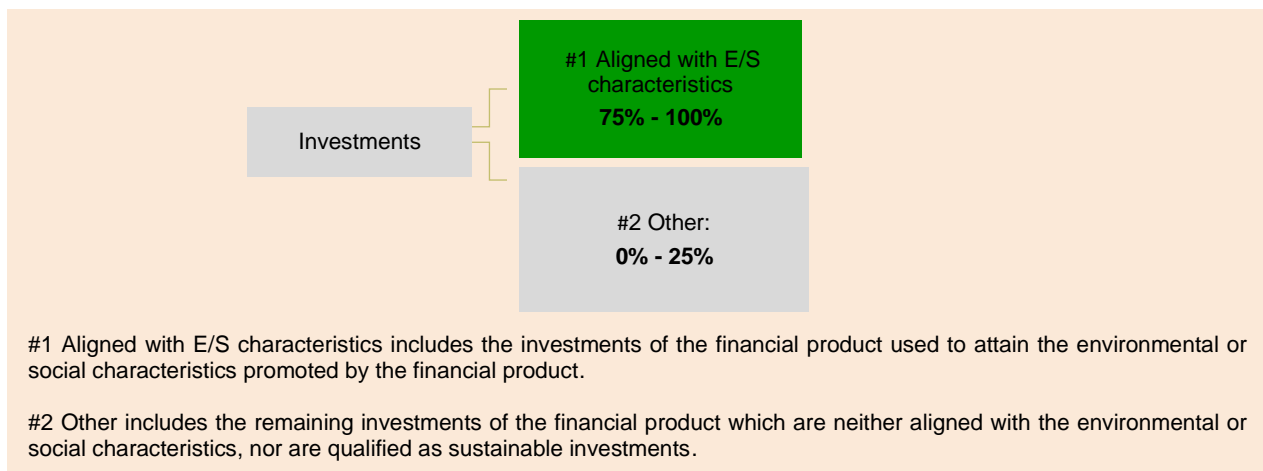 #1 Aligned with E/S
characteristics
75% - 100%
Investments
#2 Other:
0% - 25%
#1 Aligned with E/S characteristics includes the investments of the financial product used to attain the environmental or
social characteristics promoted by the financial product.
#2 Other includes the remaining investments of the financial product which are neither aligned with the environmental or
social characteristics, nor are qualified as sustainable investments.